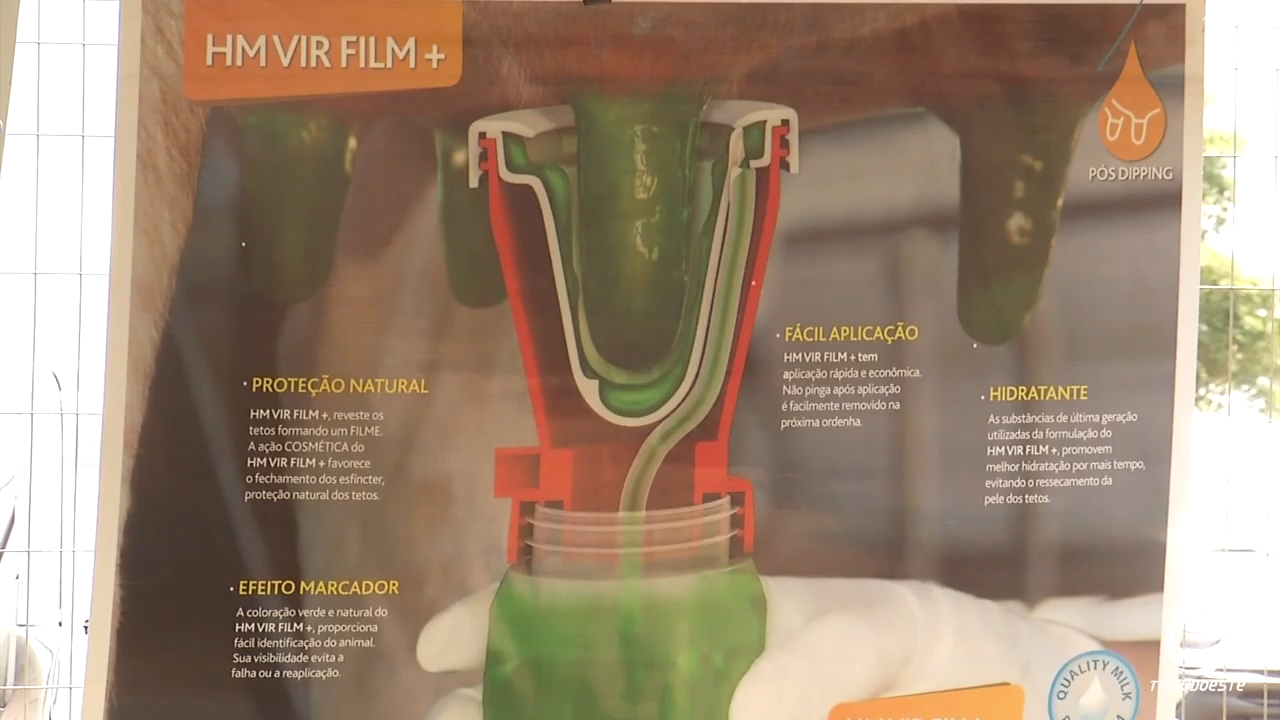 HM VIR FILM +
PÓS DIPPING
• FÁCIL APLICAÇÃO
HM VIR FILM + tem
aplicação rápida e econômica.
Não pinga após aplicação
é facilmente removido na
próxima ordenha.
• PROTEÇÃO NATURAL
HM VIR FILM +, reveste os
tetos formando um FILME.
A ação COSMÉTICA do
HM VIR FILM + favorece
o fechamento dos esfíncter,
proteção natural dos tetos.
• HIDRATANTE
As substâncias de última geração
utilizadas da formulação do
HM VIR FILM +, promovem
melhor hidratação por mais tempo,
evitando o ressecamento da
pele dos tetos.
• EFEITO MARCADOR
A coloração verde e natural do
HM VIR FILM +, proporciona
fácil identificação do animal.
Sua visibilidade evita a
falha ou a reaplicação.
QUALITY MILK